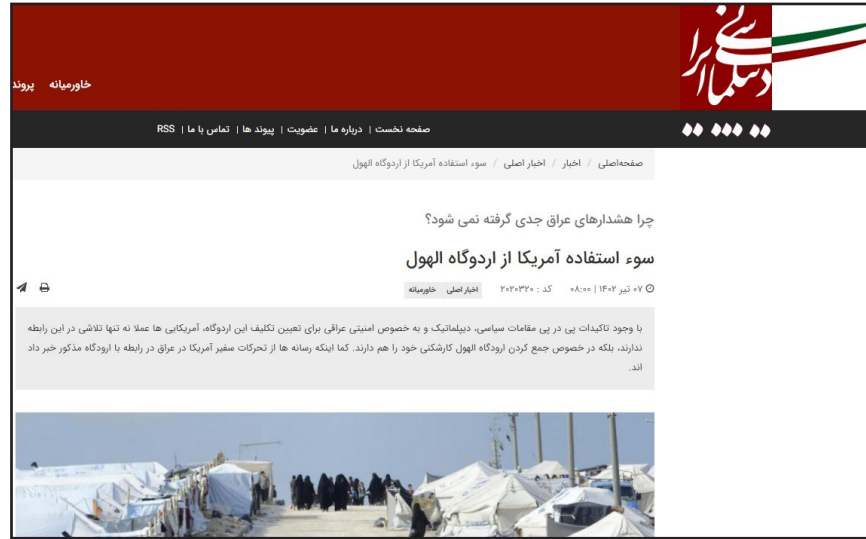 دیپلماسی ایرانی
خاورمیانه پروند
صفحه نخست | درباره ما | عضویت | پیوند ها | تماس با ما | RSS
صفحه‌اصلی / اخبار / اخبار اصلی / سوء استفاده آمریکا از اردوگاه الهول
چرا هشدارهای عراق جدی گرفته نمی شود؟
سوء استفاده آمریکا از اردوگاه الهول
۰۷ تیر ۱۴۰۲ | ۰۸:۰۰ کد : ۲۰۲۰۳۲۰ اخبار اصلی خاورمیانه
با وجود تاکیدات پی در پی مقامات سیاسی، دیپلماتیک و به خصوص امنیتی عراقی برای تعیین تکلیف این اردوگاه، آمریکایی ها عملا نه تنها تلاشی در این رابطه
ندارند، بلکه در خصوص جمع کردن ارودگاه الهول کارشکنی خود را هم دارند. کما اینکه رسانه ها از تحرکات سفیر آمریکا در عراق در رابطه با ارودگاه مذکور خبر داد
اند.